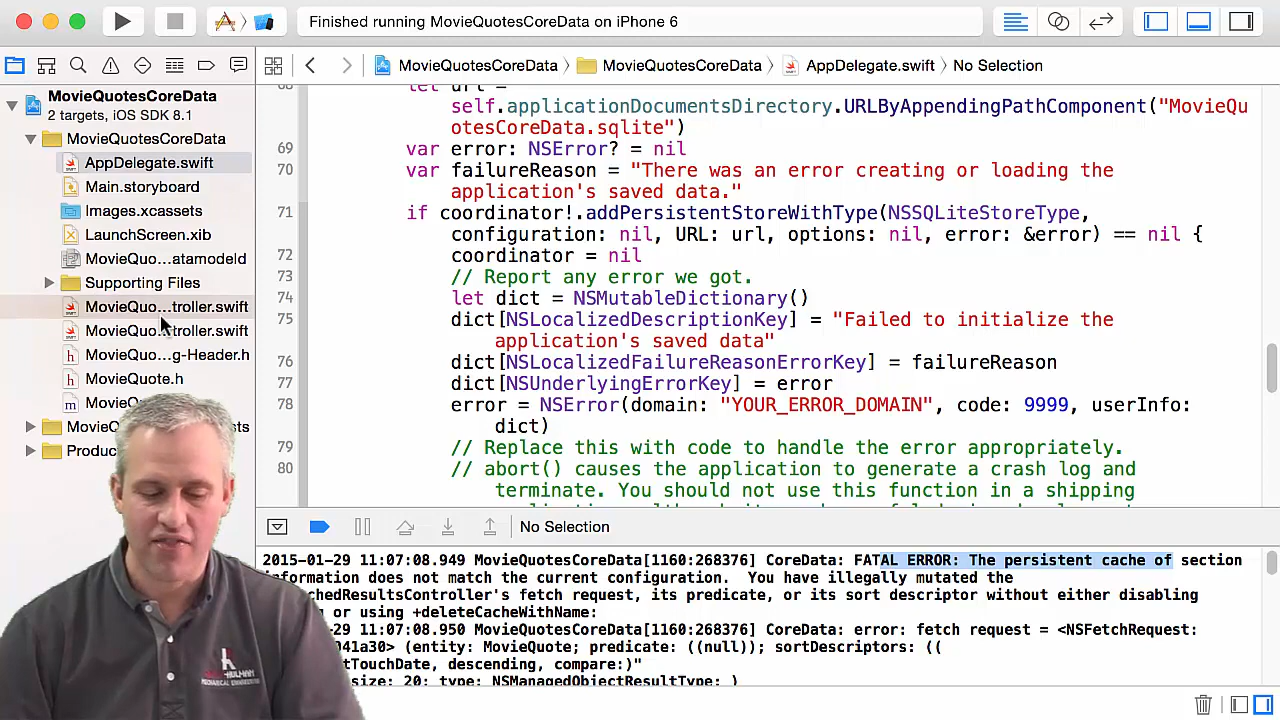 Finished running MovieQuotesCoreData on iPhone 6
MovieQuotesCoreData
MovieQuotesCoreData
AppDelegate.swift
No Selection
MovieQuotesCoreData
2 targets, iOS SDK 8.1
MovieQuotesCoreData
AppDelegate.swift
Main.storyboard
Images.xcassets
LaunchScreen.xib
MovieQuo...atamodeld
Supporting Files
MovieQuo...troller.swift
MovieQuo...troller.swift
MovieQuo...g-Header.h
MovieQuote.h
self.applicationDocumentsDirectory.URLByAppendingPathComponent("MovieQu
otesCoreData.sqlite")
69 var error: NSError? = nil
70 var failureReason = "There was an error creating or loading the
application's saved data."
71 if coordinator!.addPersistentStoreWithType(NSSQLiteStoreType,
configuration: nil, URL: url, options: nil, error: &error) == nil {
72 coordinator = nil
73 // Report any error we got.
74 let dict = NSMutableDictionary()
75 dict[NSLocalizedDescriptionKey] = "Failed to initialize the
application's saved data"
76 dict[NSLocalizedFailureReasonErrorKey] = failureReason
77 dict[NSUnderlyingErrorKey] = error
78 error = NSError(domain: "YOUR_ERROR_DOMAIN", code: 9999, userInfo:
dict)
79 // Replace this with code to handle the error appropriately.
80 // abort() causes the application to generate a crash log and
terminate. You should not use this function in a shipping
No Selection
2015-01-29 11:07:08.949 MovieQuotesCoreData[1160:268376] CoreData: FATAL ERROR: The persistent cache of section
information does not match the current configuration. You have illegally mutated the
chedResultsController's fetch request, its predicate, or its sort descriptor without either disabling
or using +deleteCacheWithName:
-29 11:07:08.950 MovieQuotesCoreData[1160:268376] CoreData: error: fetch request = <NSFetchRequest:
041a30> (entity: MovieQuote; predicate: ((null)); sortDescriptors: ((
tTouchDate, descending, compare:)"
size: 20; type: NSManagedObjectResultType; )